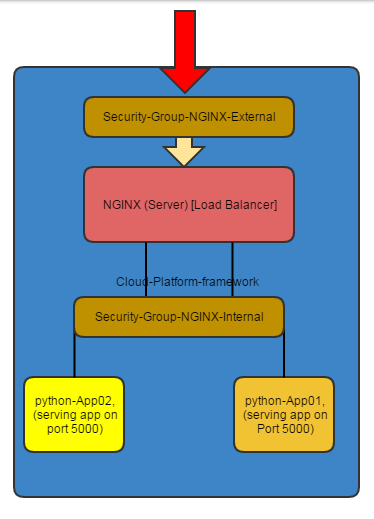 Security-Group-NGINX-External
NGINX (Server) [Load Balancer]
Cloud-Platform-framework
Security-Group-NGINX-Internal
python-App02,
(serving app on
port 5000)
python-App01,
(serving app on
Port 5000)